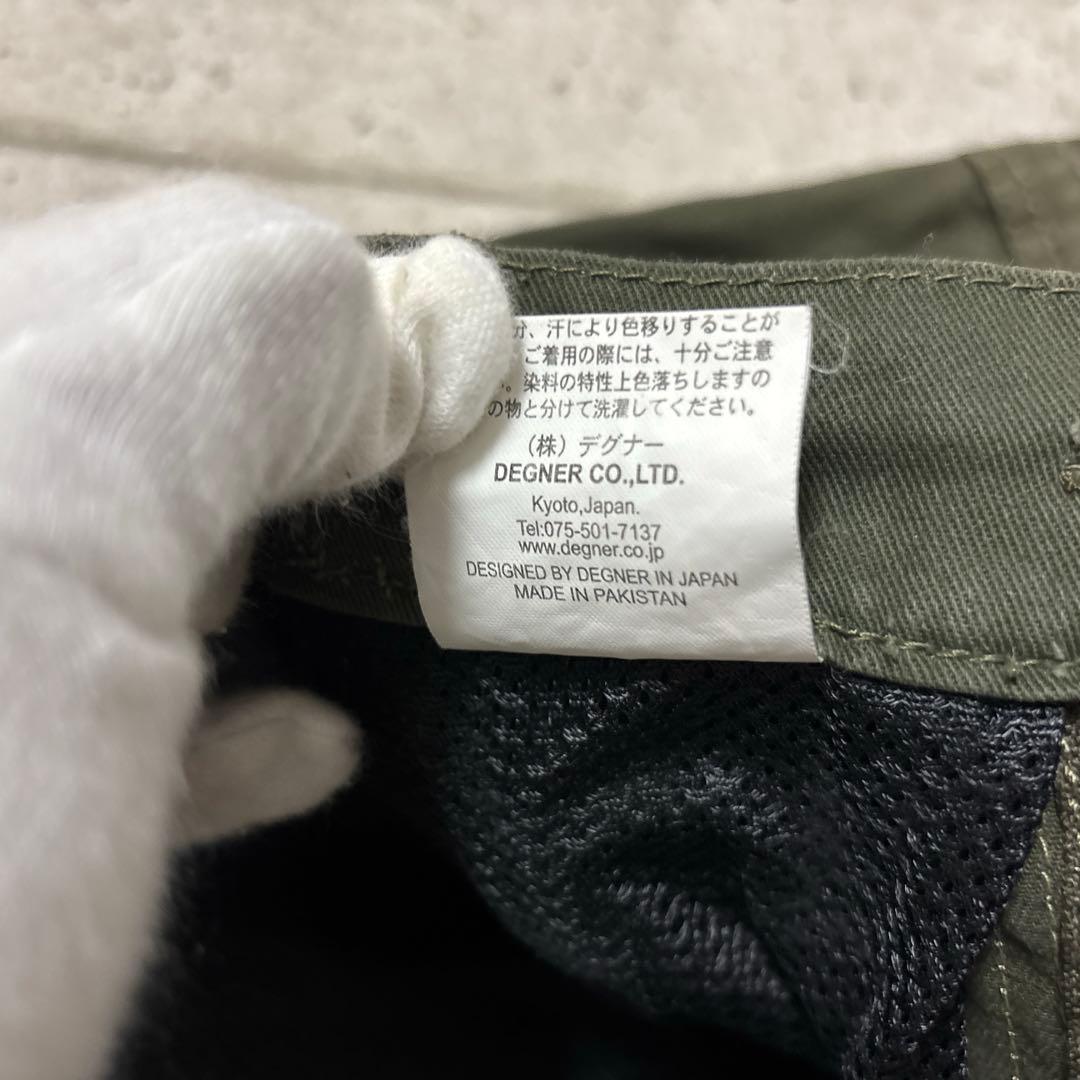 分、汗により色移りすることが
ご着用の際には、十分ご注意
。染料の特性上色落ちしますの
の物と分けて洗濯してください。
（株）デグナー
DEGNER CO.,LTD.
Kyoto,Japan.
Tel:075-501-7137
www.degner.co.jp
DESIGNED BY DEGNER IN JAPAN
MADE IN PAKISTAN